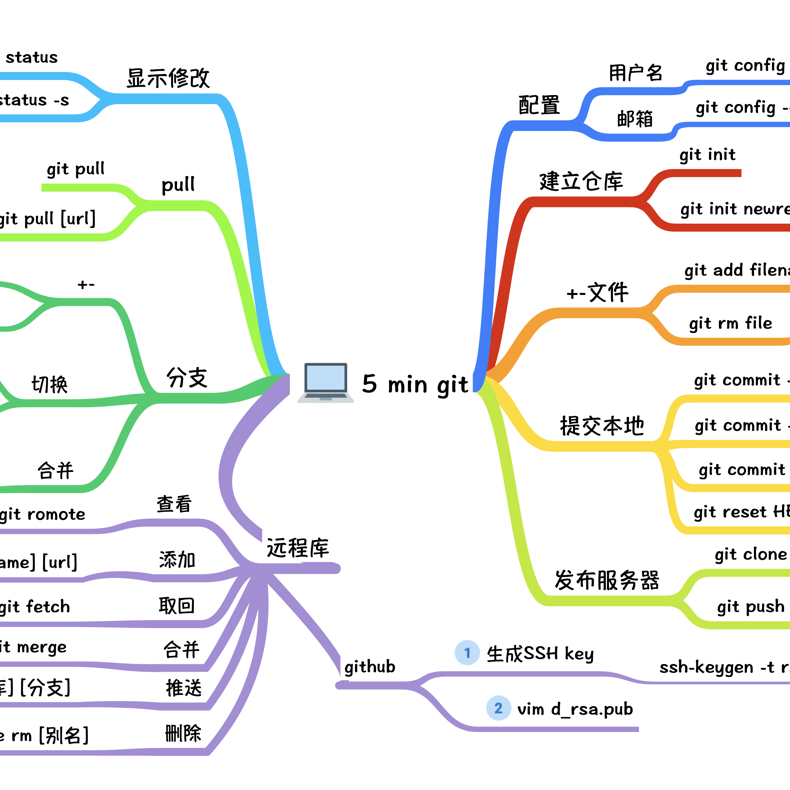 5 min git
配置
用户名
git config
邮箱
git config -
建立仓库
git init
git init newre
+-文件
git add filena
git rm file
提交本地
git commit -
git commit -
git commit
git reset HE
发布服务器
git clone
git push
显示修改
status
status -s
pull
git pull
git pull [url]
分支
+-
切换
合并
远程库
查看
git romote
添加
ame] [url]
取回
git fetch
合并
it merge
推送
库] [分支]
删除
e rm [别名]
github
1 生成SSH key
ssh-keygen -t r
2 vim d_rsa.pub